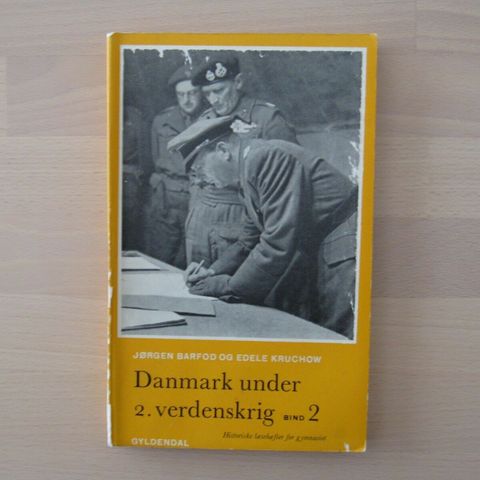 JØRGEN BARFOD OG EDELE KRUCHOW
Danmark under
2. verdenskrig BIND 2
Historiske læsehæfter for gymnasiet
GYLDENDAL